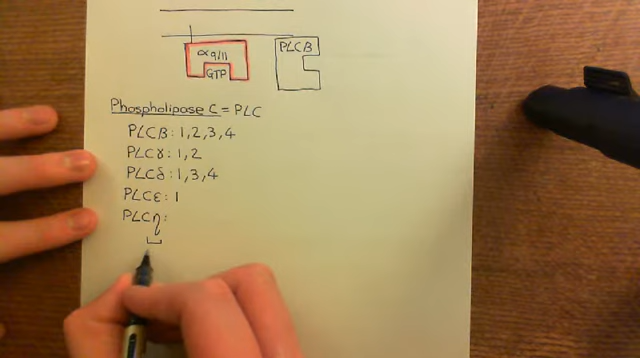 αq/11
GTP
PLCβ
Phospholipase C = PLC
PLCβ: 1, 2, 3, 4
PLCγ: 1, 2
PLCδ: 1, 3, 4
PLCε: 1
PLCη: